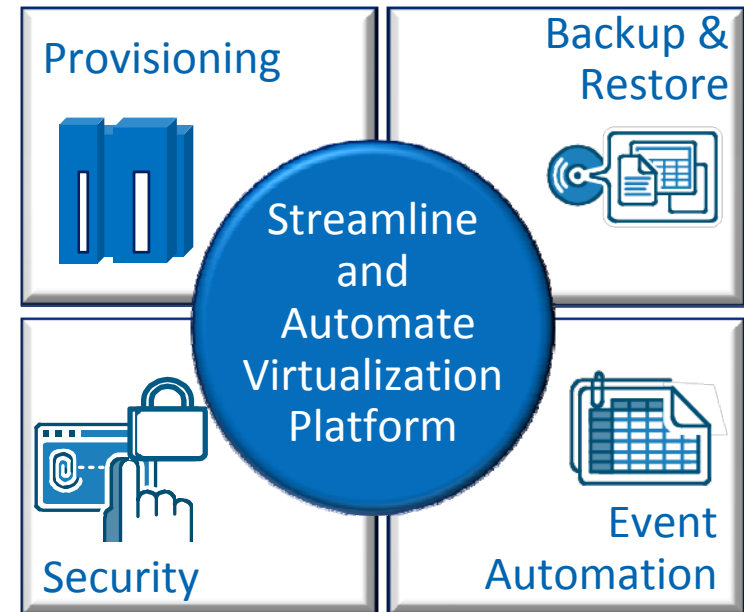 Provisioning
Backup &
Restore
Streamline
and
Automate
Virtualization
Platform
Security
Event
Automation